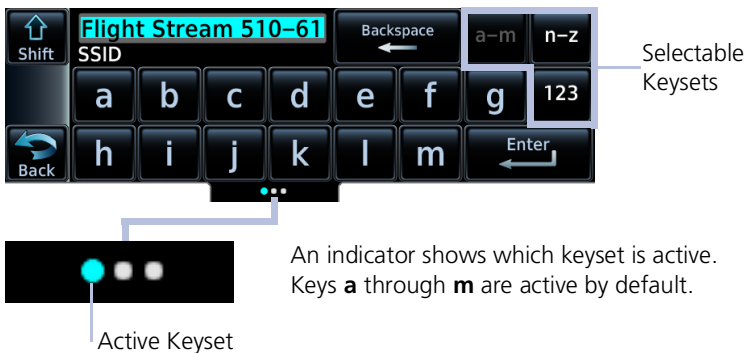 Shift
Flight Stream 510–61
SSID
Backspace
a–m
n–z
Selectable
Keysets
a b c d e f g 123
Back
h i j k l m Enter
An indicator shows which keyset is active.
Keys a through m are active by default.
Active Keyset